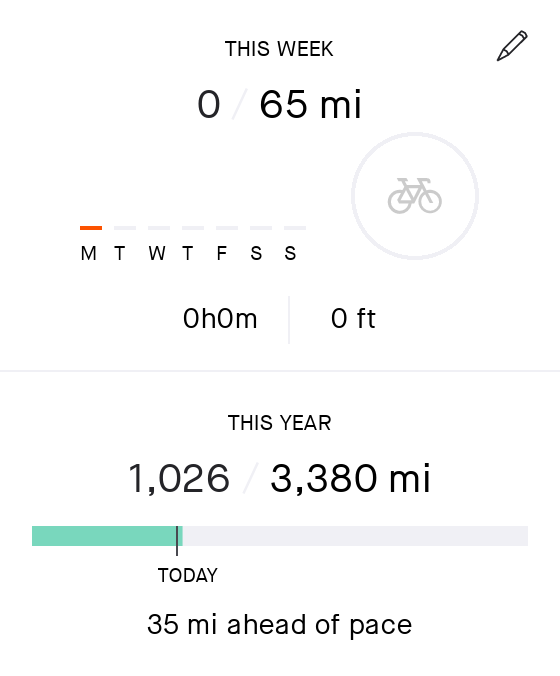 THIS WEEK
0 / 65 mi
M T W T F S S
0h0m 0 ft
THIS YEAR
1,026 / 3,380 mi
TODAY
35 mi ahead of pace